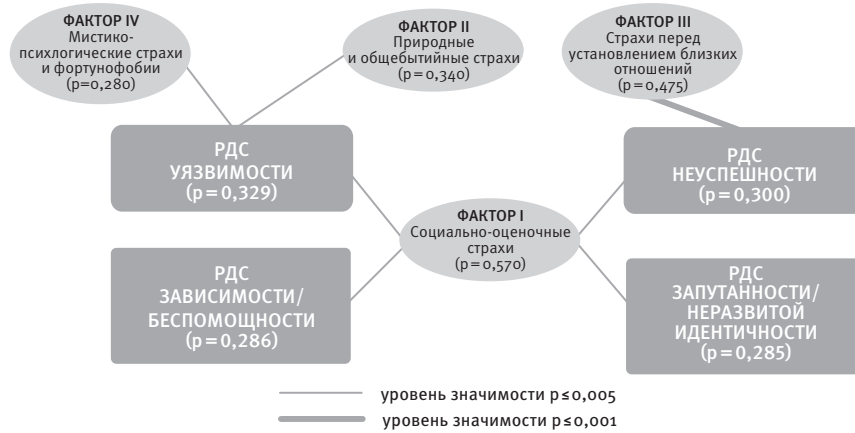 ФАКТОР IV
Мистико-
психлогические страхи
и фортунофобии
(p=0,280)
ФАКТОР II
Природные
и общебытийные страхи
(p=0,340)
ФАКТОР III
Страхи перед
установлением близких
отношений
(p=0,475)
РДС
УЯЗВИМОСТИ
(p=0,329)
РДС
НЕУСПЕШНОСТИ
(p=0,300)
ФАКТОР I
Социально-оценочные
страхи
(p=0,570)
РДС
ЗАВИСИМОСТИ/
БЕСПОМОЩНОСТИ
(p=0,286)
РДС
ЗАПУТАННОСТИ/
НЕРАЗВИТОЙ
ИДЕНТИЧНОСТИ
(p=0,285)
уровень значимости p≤0,005
уровень значимости p≤0,001